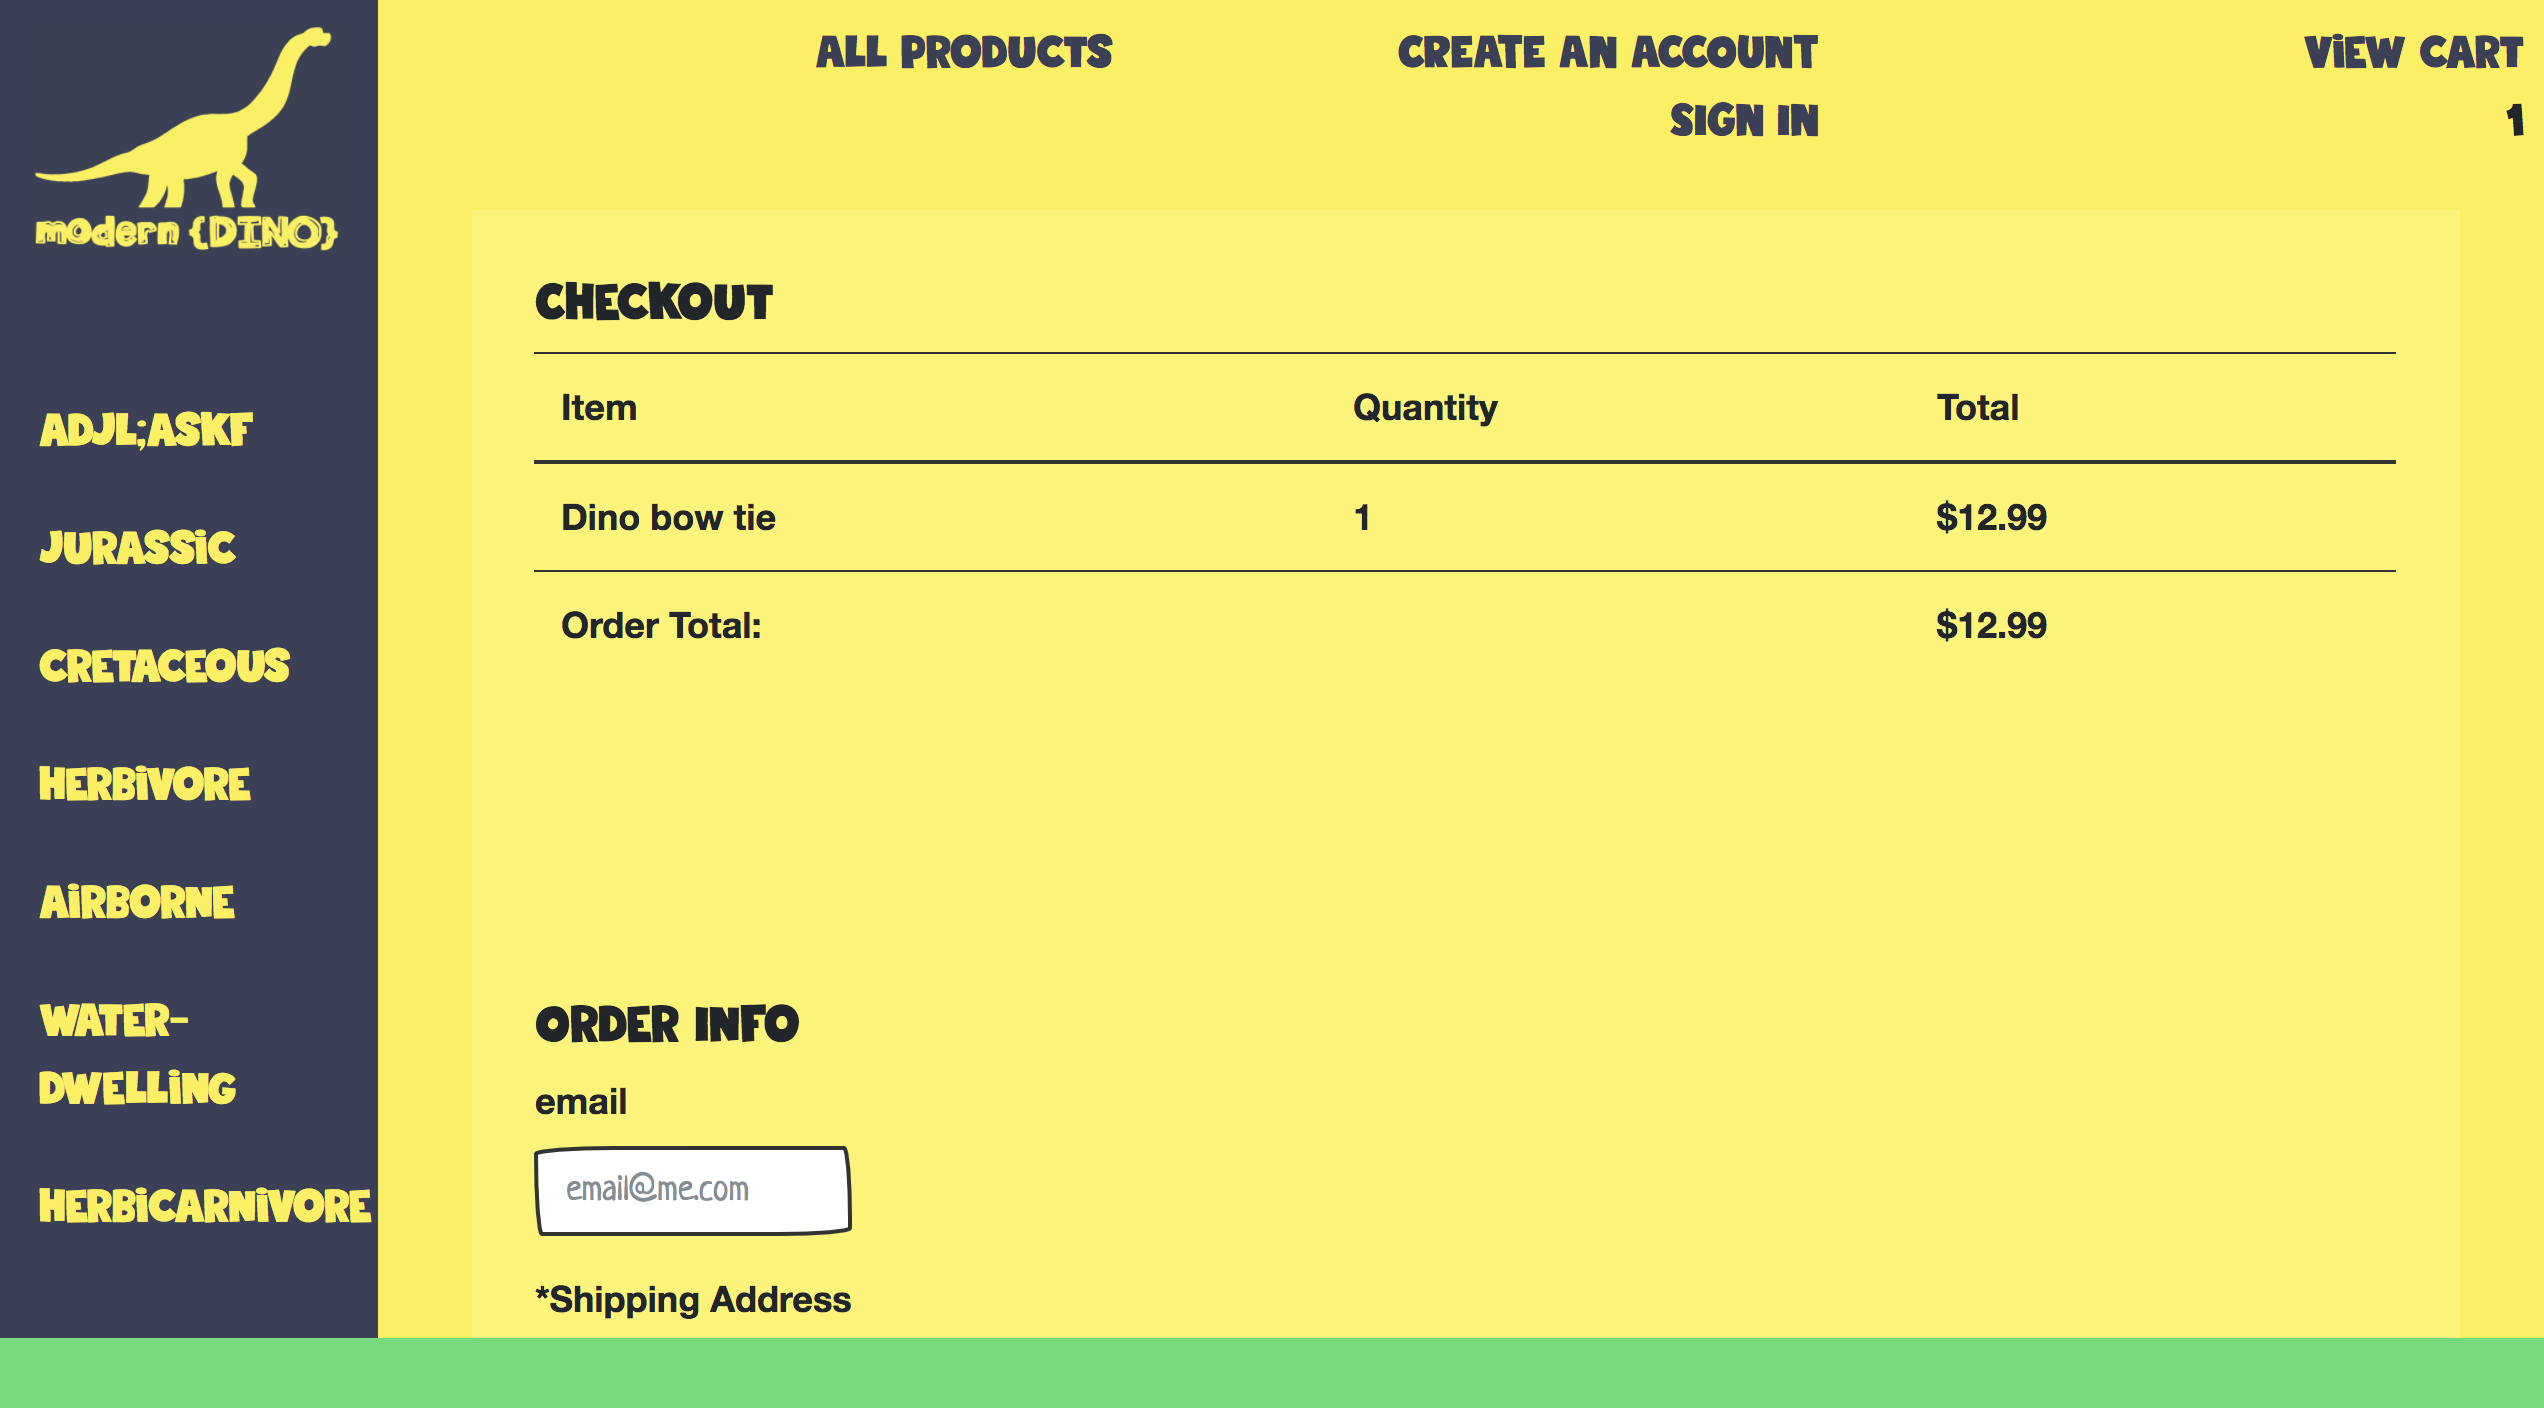 modern {DINO}
ALL PRODUCTS
CREATE AN ACCOUNT
SIGN IN
ViEW CART
1
ADJL;ASKF
JURASSiC
CRETACEOUS
HERBiVORE
AiRBORNE
WATER-
DWELLiNG
HERBiCARNiVORE
CHECKOUT
Item Quantity Total
Dino bow tie 1 $12.99
Order Total: $12.99
ORDER INFO
email
email@me.com
*Shipping Address